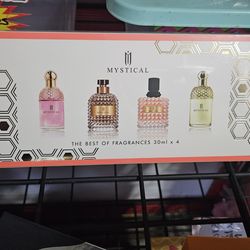 MYSTICAL
THE BEST OF FRAGRANCES 30ml x 4